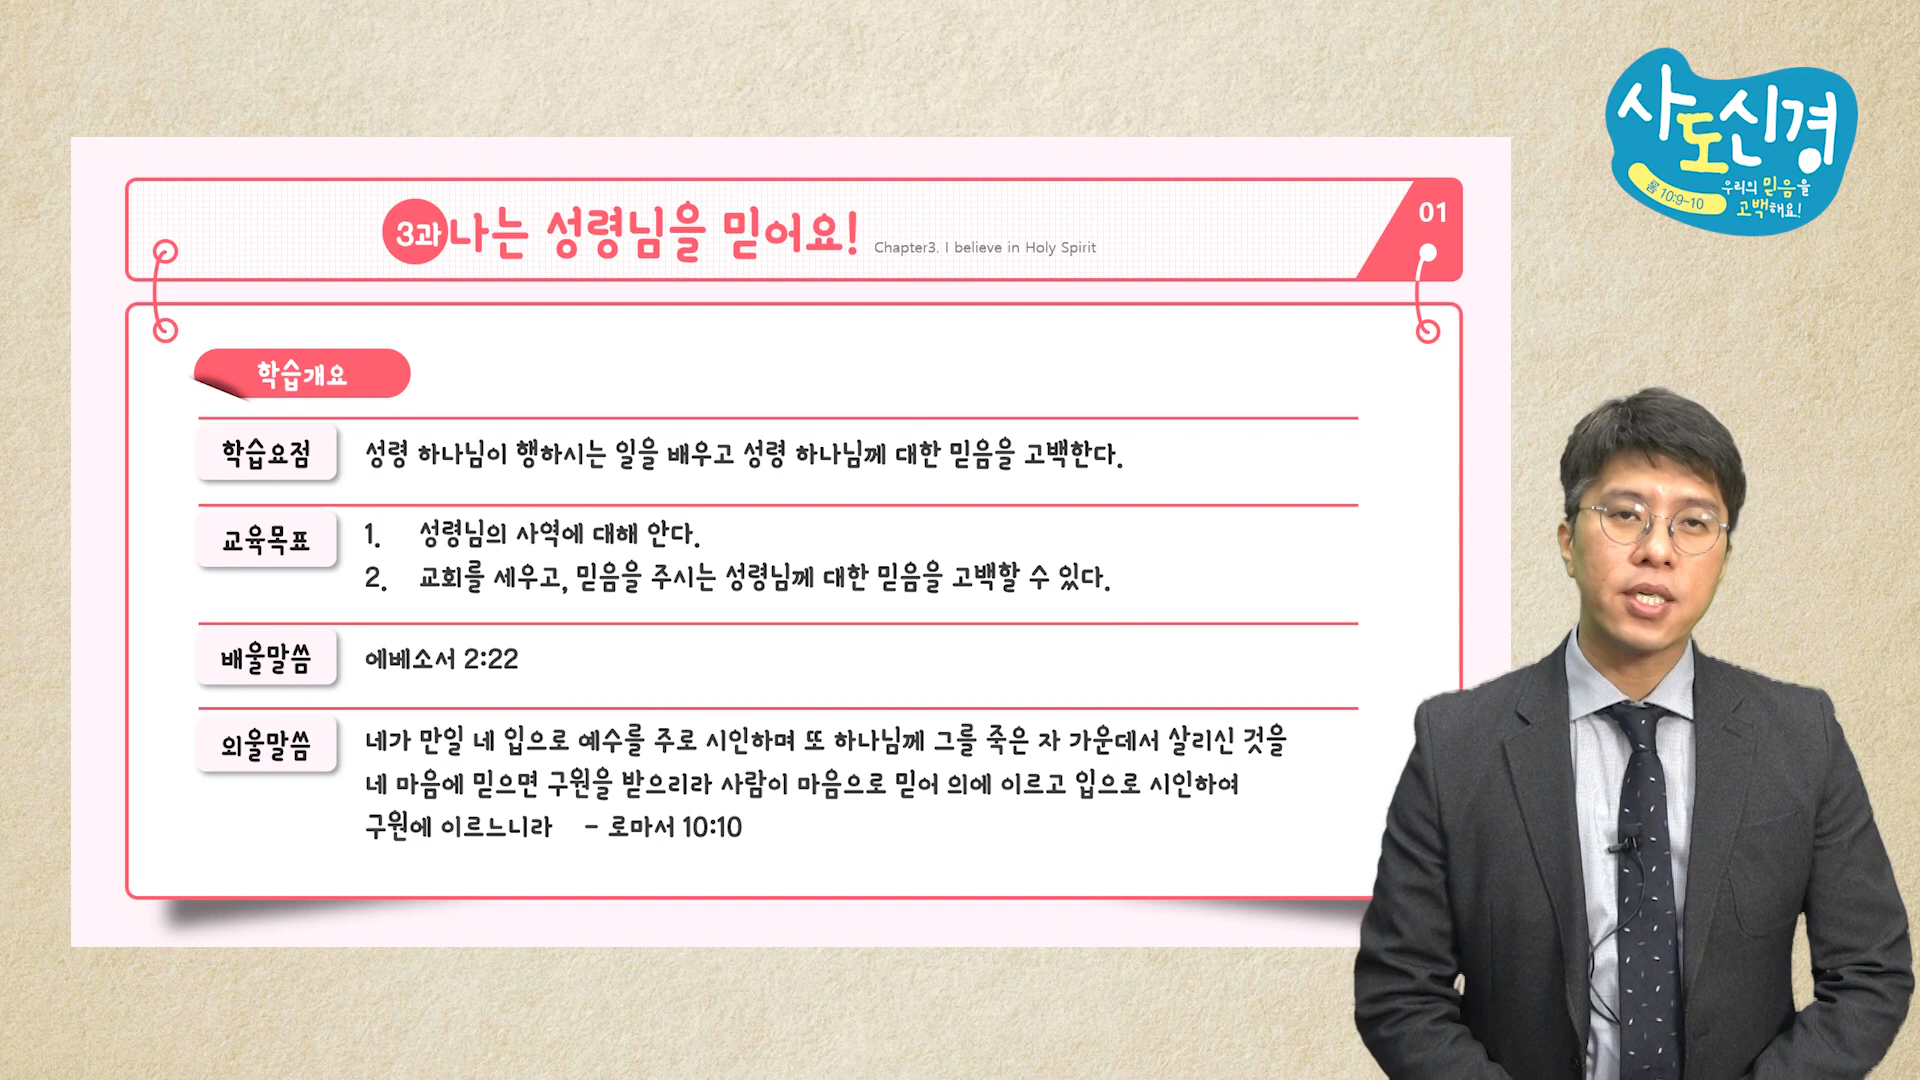 사도신경
롬 10:9-10
우리의 믿음을
고백해요!
3과 나는 성령님을 믿어요! Chapter3. I believe in Holy Spirit
01
학습개요
학습요점
성령 하나님이 행하시는 일을 배우고 성령 하나님께 대한 믿음을 고백한다.
교육목표
1. 성령님의 사역에 대해 안다.
2. 교회를 세우고, 믿음을 주시는 성령님께 대한 믿음을 고백할 수 있다.
배울말씀
에베소서 2:22
외울말씀
네가 만일 네 입으로 예수를 주로 시인하며 또 하나님께 그를 죽은 자 가운데서 살리신 것을
네 마음에 믿으면 구원을 받으리라 사람이 마음으로 믿어 의에 이르고 입으로 시인하여
구원에 이르느니라 - 로마서 10:10